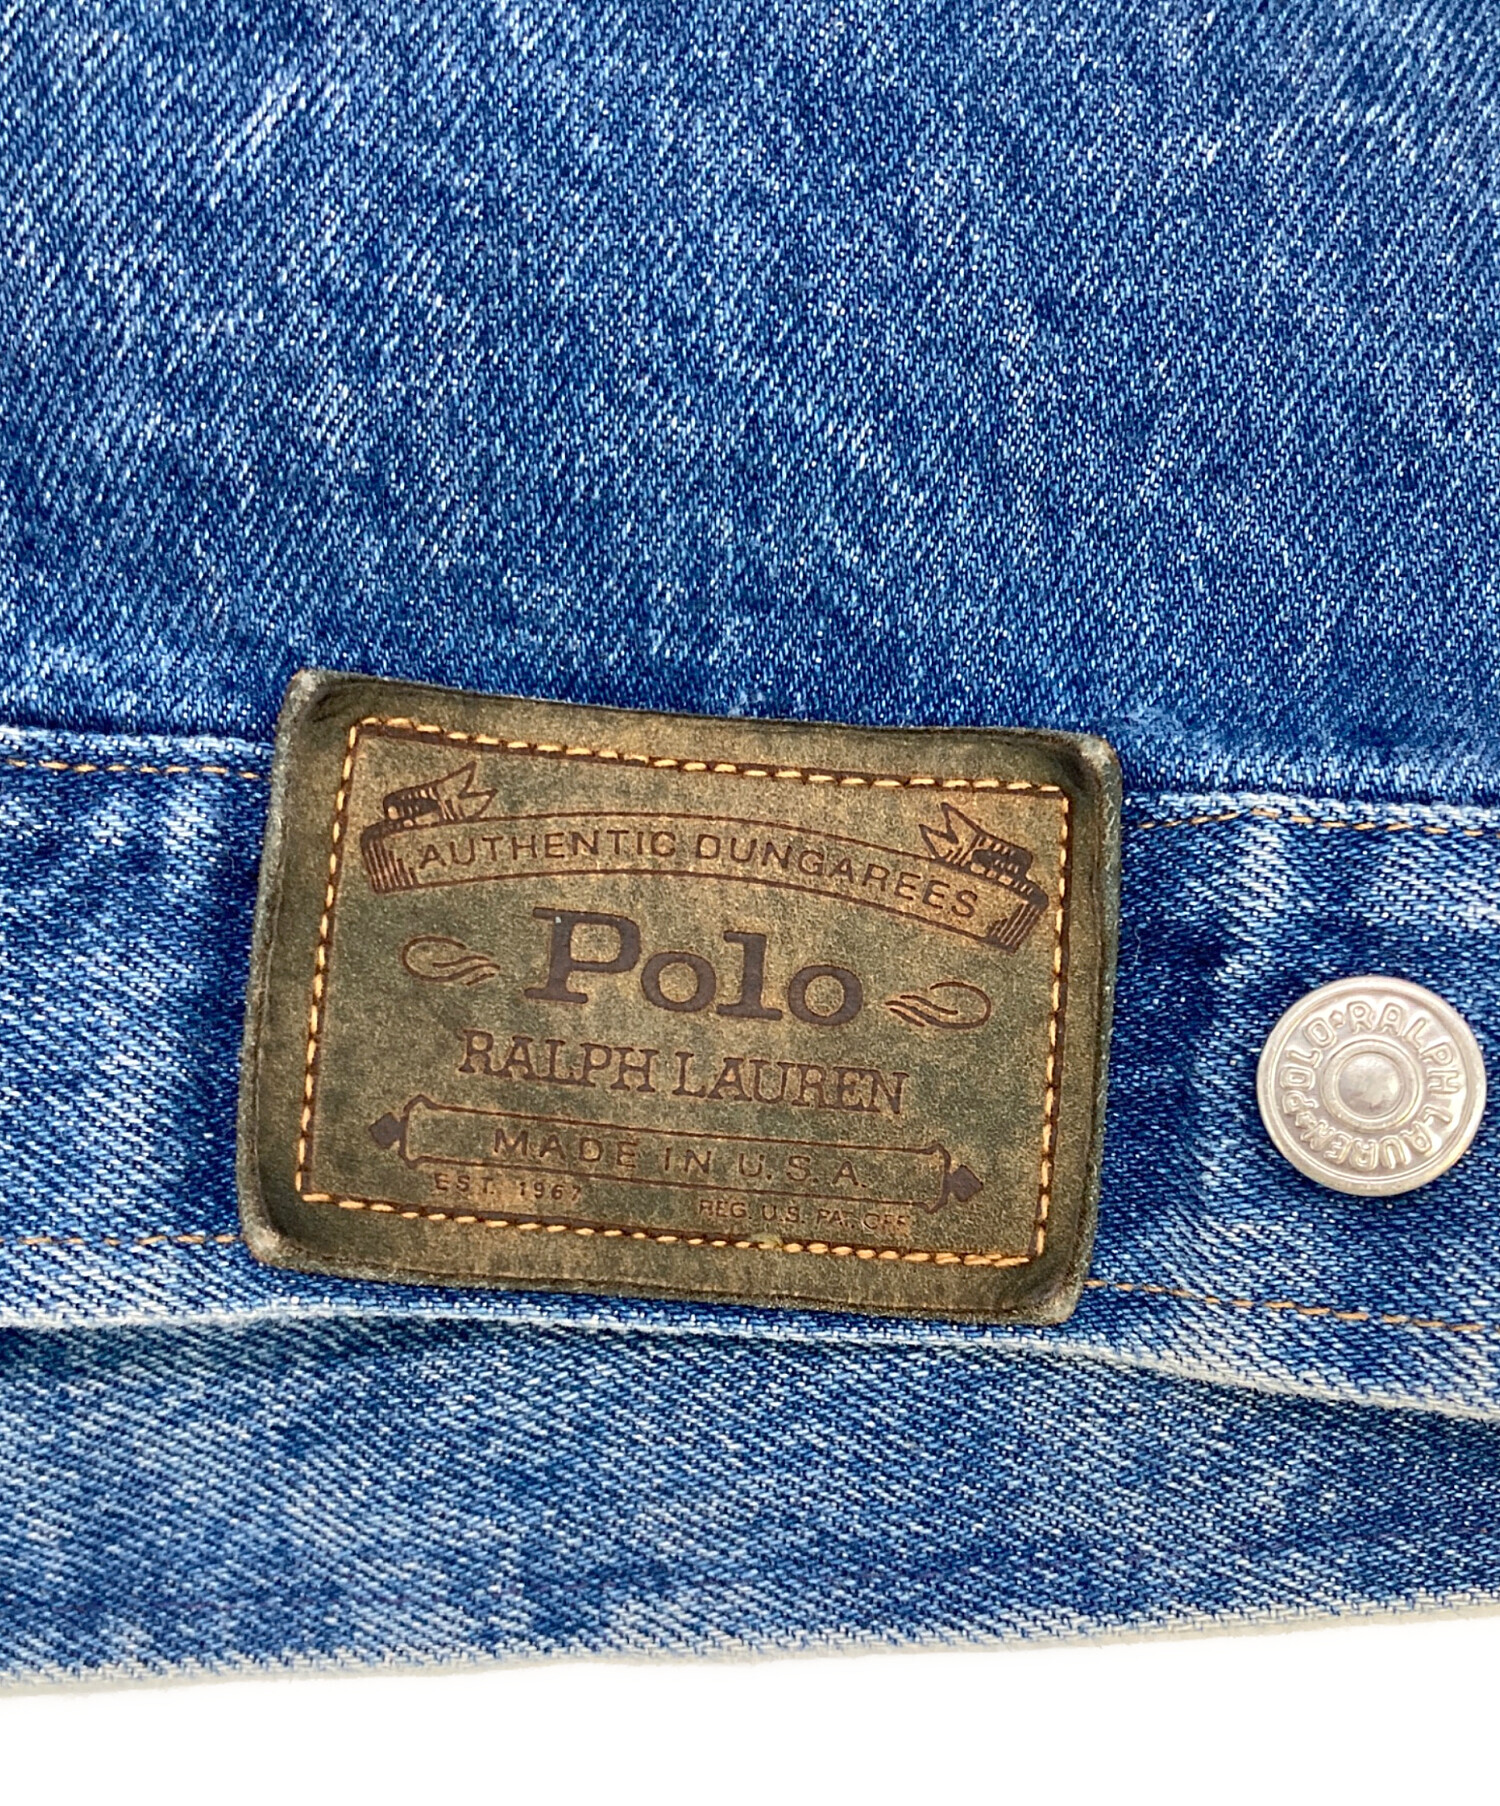 AUTHENTIC DUNGAREES
Polo
RALPH LAUREN
MADE IN U.S.A.
EST. 1967
REG. U.S. PAT. OFF.
POLO RALPH LAUREN